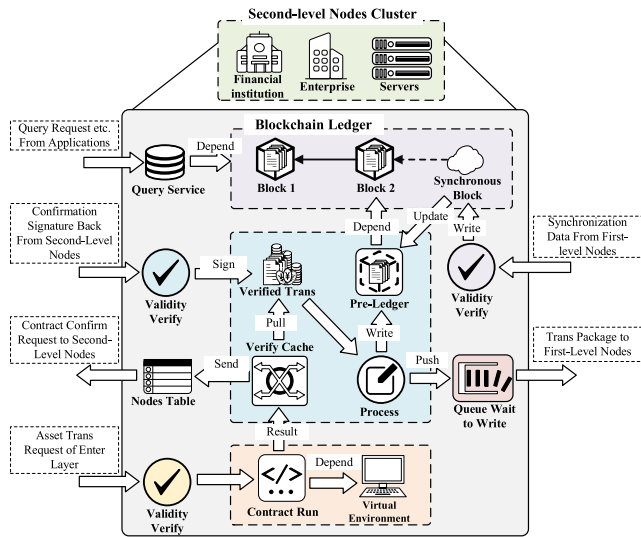 Second-level Nodes Cluster
Financial
institution
Enterprise
Servers
Query Request etc.
From Applications
Query Service
Depend
Blockchain Ledger
Block 1
Block 2
Synchronous
Block
Confirmation
Signature Back
From Second-Level
Nodes
Validity
Verify
Sign
Verified Trans
Depend
Update
Write
Pre-Ledger
Validity
Verify
Synchronization
Data From First-
level Nodes
Contract Confirm
Request to Second-
Level Nodes
Nodes Table
Send
Pull
Verify Cache
Write
Process
Push
Queue Wait
to Write
Trans Package to
First-Level Nodes
Result
Asset Trans
Request of Enter
Layer
Validity
Verify
</>
...
Contract Run
Depend
Virtual
Environment